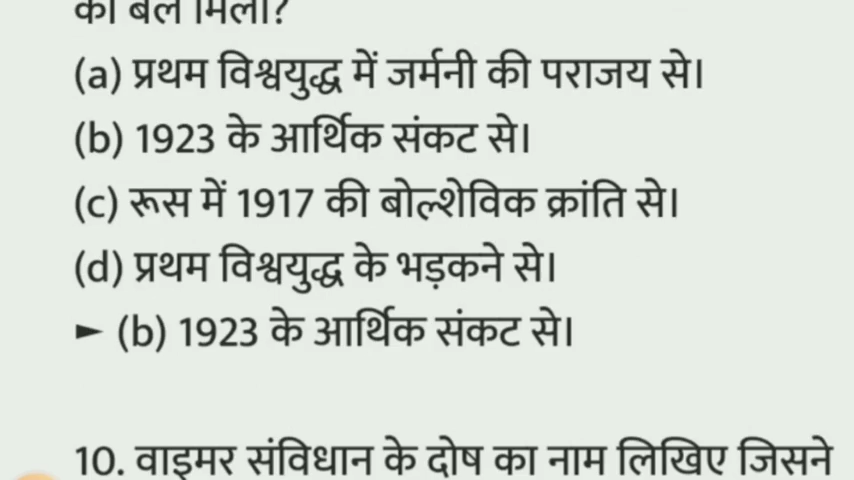 को बल मिला?
(a) प्रथम विश्वयुद्ध में जर्मनी की पराजय से।
(b) 1923 के आर्थिक संकट से।
(c) रूस में 1917 की बोल्शेविक क्रांति से।
(d) प्रथम विश्वयुद्ध के भड़कने से।
► (b) 1923 के आर्थिक संकट से।
10. वाइमर संविधान के दोष का नाम लिखिए जिसने